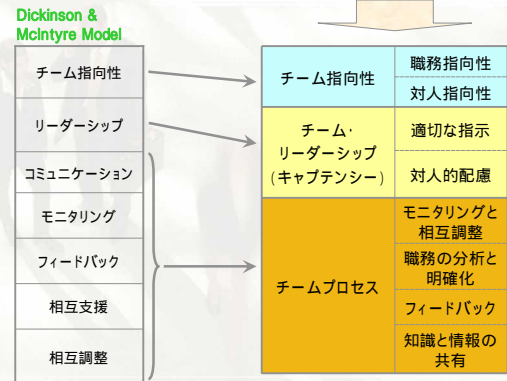 Dickinson &
McIntyre Model
チーム指向性
リーダーシップ
コミュニケーション
モニタリング
フィードバック
相互支援
相互調整
チーム指向性
職務指向性
対人指向性
チーム・
リーダーシップ
(キャプテンシー)
適切な指示
対人的配慮
チームプロセス
モニタリングと
相互調整
職務の分析と
明確化
フィードバック
知識と情報の
共有